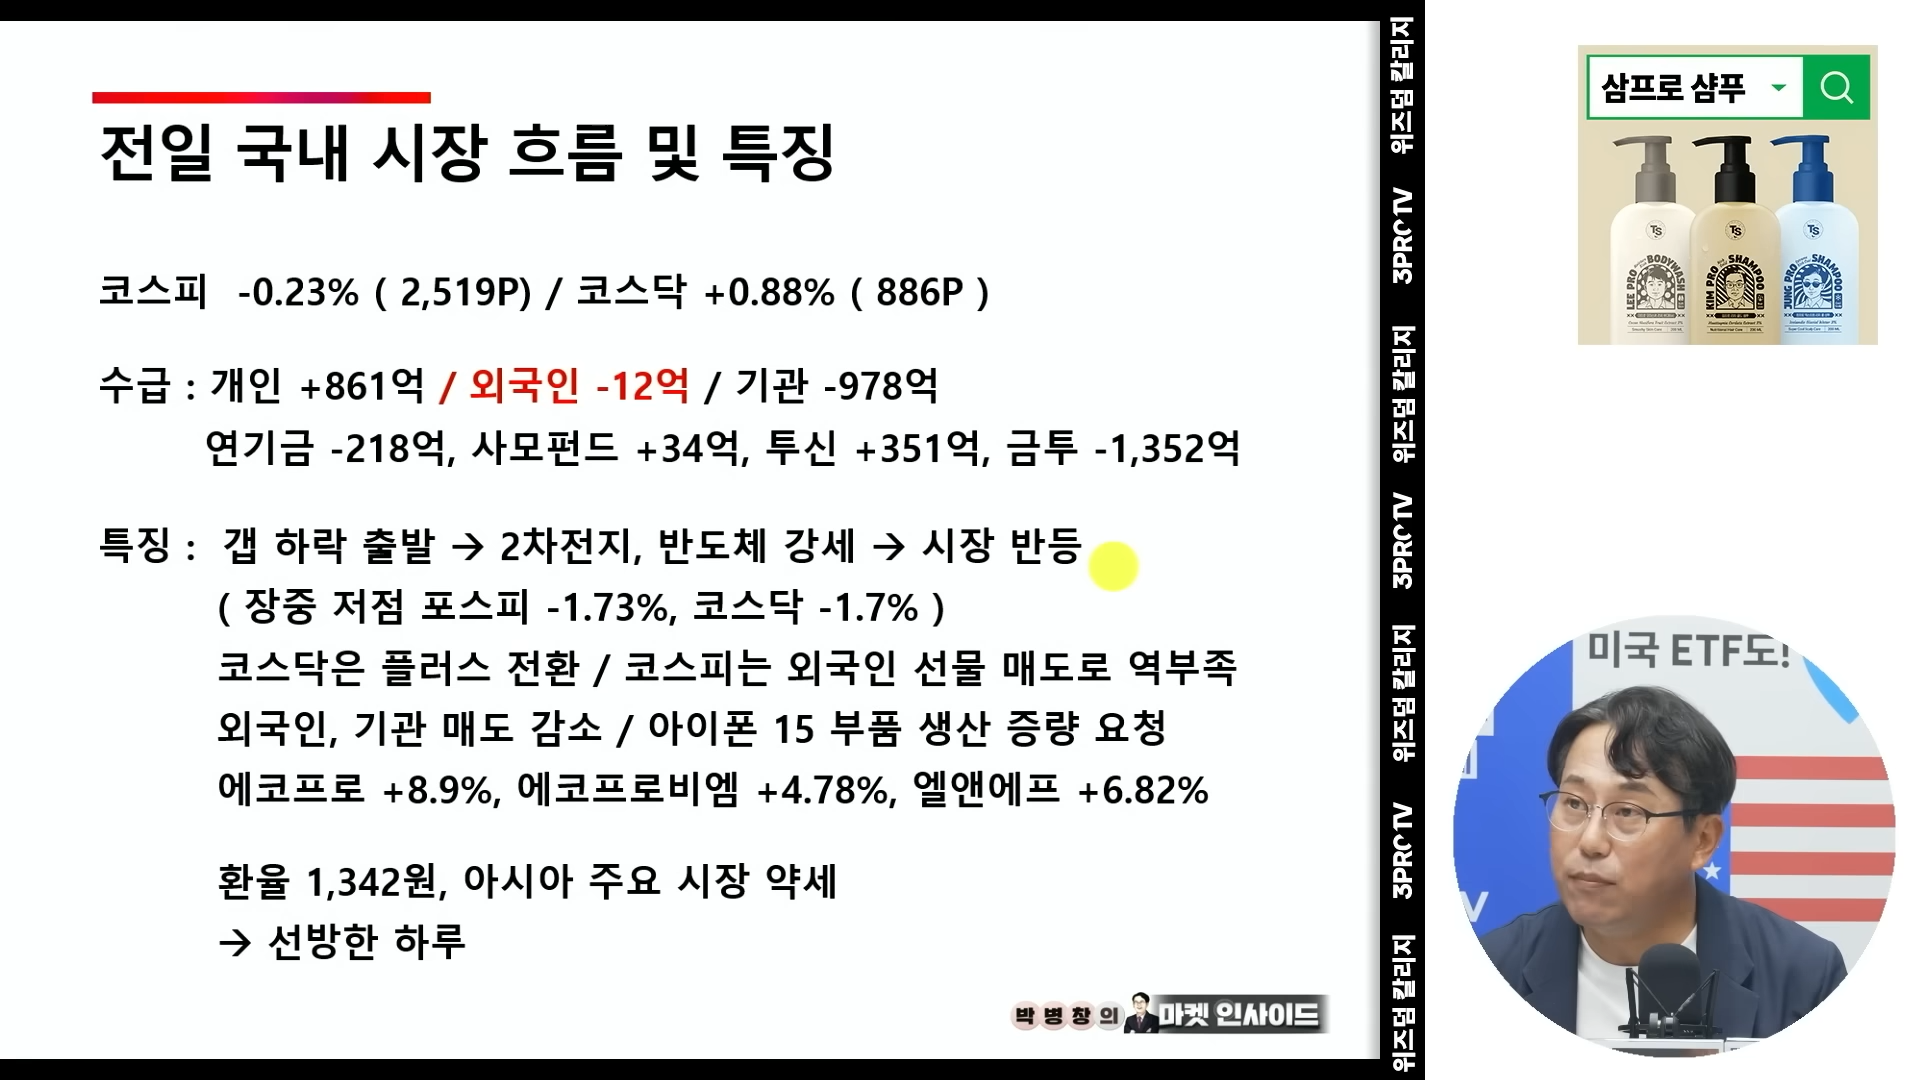 전일 국내 시장 흐름 및 특징
코스피 -0.23% ( 2,519P) / 코스닥 +0.88% ( 886P )
수급 : 개인 +861억 / 외국인 -12억 / 기관 -978억
연기금 -218억, 사모펀드 +34억, 투신 +351억, 금투 -1,352억
특징 : 갭 하락 출발 → 2차전지, 반도체 강세 → 시장 반등
( 장중 저점 포스피 -1.73%, 코스닥 -1.7% )
코스닥은 플러스 전환 / 코스피는 외국인 선물 매도로 역부족
외국인, 기관 매도 감소 / 아이폰 15 부품 생산 증량 요청
에코프로 +8.9%, 에코프로비엠 +4.78%, 엘앤에프 +6.82%
환율 1,342원, 아시아 주요 시장 약세
→ 선방한 하루
박병창의 마켓 인사이드
위즈덤 칼리지
3PROTV
위즈덤 칼리지
3PROTV
위즈덤 칼리지
3PROTV
위즈덤 칼리지
삼프로 샴푸
TS
TS
TS
LEE PRO BODYWASH
KIM PRO SHAMPOO
JUNG PRO SHAMPOO
미국 ETF도!